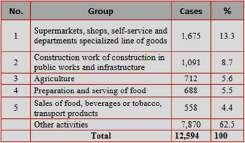 No. Group Cases %
1 Supermarkets, shops, self-service and departments specialized line of goods 1,675 13.3
2 Construction work of construction in public works and infrastructure 1,091 8.7
3 Agriculture 712 5.6
4 Preparation and serving of food 688 5.5
5 Sales of food, beverages or tobacco, transport products 558 4.4
Other activities 7,870 62.5
Total 12,594 100